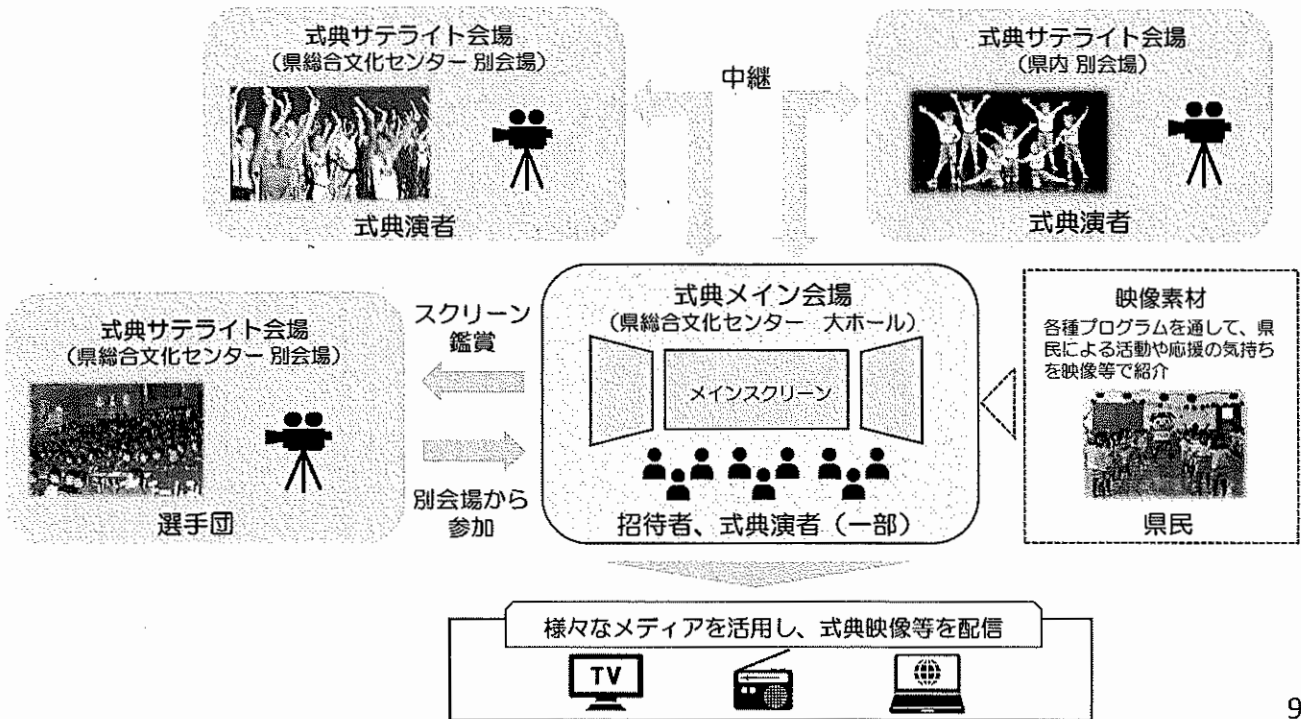 式典サテライト会場
（県総合文化センター 別会場）
式典演者
中継
式典サテライト会場
（県内 別会場）
式典演者
式典サテライト会場
（県総合文化センター 別会場）
選手団
スクリーン
鑑賞
別会場から
参加
式典メイン会場
（県総合文化センター　大ホール）
メインスクリーン
招待者、式典演者（一部）
映像素材
各種プログラムを通して、県
民による活動や応援の気持ち
を映像等で紹介
県民
様々なメディアを活用し、式典映像等を配信
TV
9